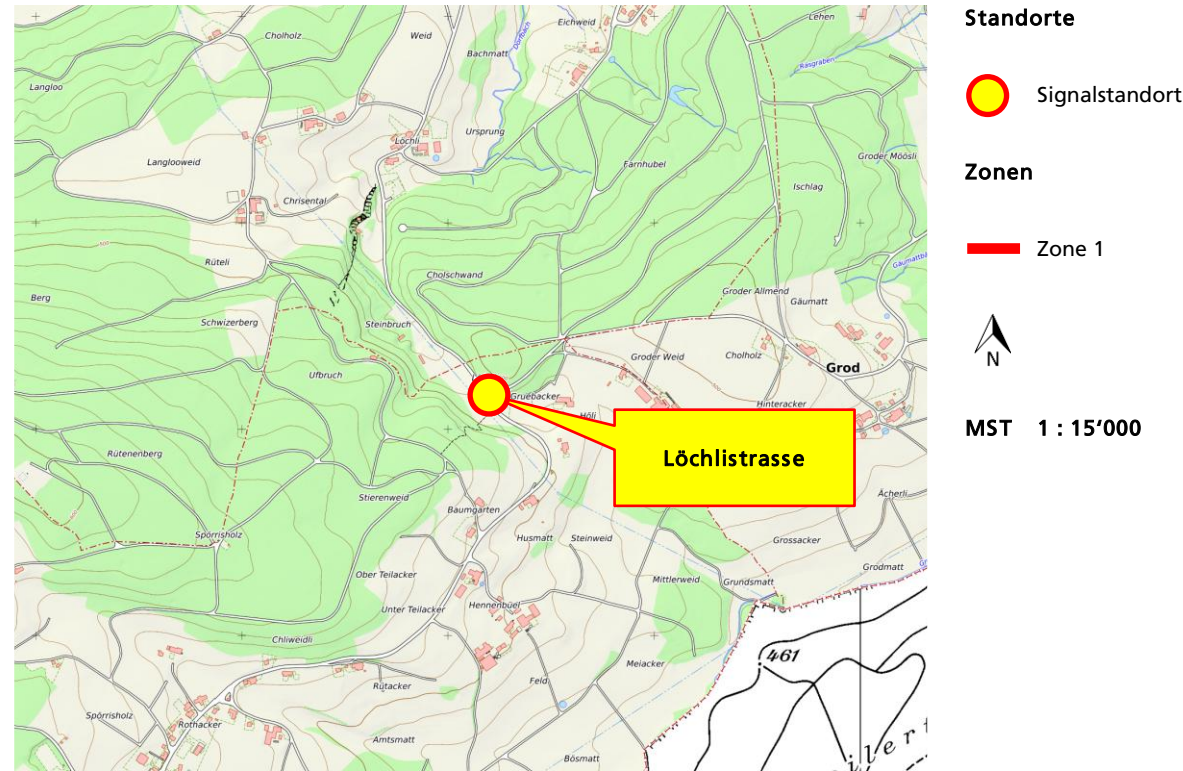 Cholholz
Weid
Eichweid
Lehen
Bachmatt
Dorfbach
Rasgraben
Langloo
Löchli
Ursprung
Langlooweid
Farnhubel
Groder Möösli
Chrisental
Ischlag
Rüteli
Cholschwand
Berg
Groder Allmend
Gäumatt
Schwizerberg
Steinbruch
Groder Weid
Cholholz
Grod
Ufbruch
Gruebacker
Hinteracker
Höli
Löchlistrasse
Rütenenberg
Stierenweid
Baumgarten
Ächerli
Spörrisholz
Husmatt
Steinweid
Grossacker
Ober Teilacker
Mittlerweid
Grundsmatt
Grodmatt
Unter Teilacker
Hennenbüel
Chliweidli
461
Meiacker
Rütacker
Feld
Spörrisholz
Rothacker
Amtsmatt
Bösmatt
Standorte
Signalstandort
Zonen
Zone 1
N
MST 1 : 15‘000